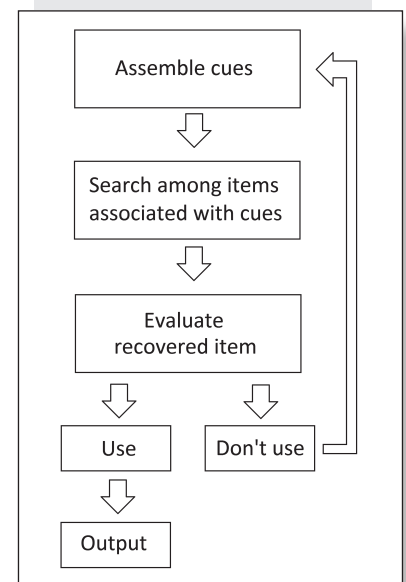 Assemble cues
Search among items
associated with cues
Evaluate
recovered item
Use
Don't use
Output